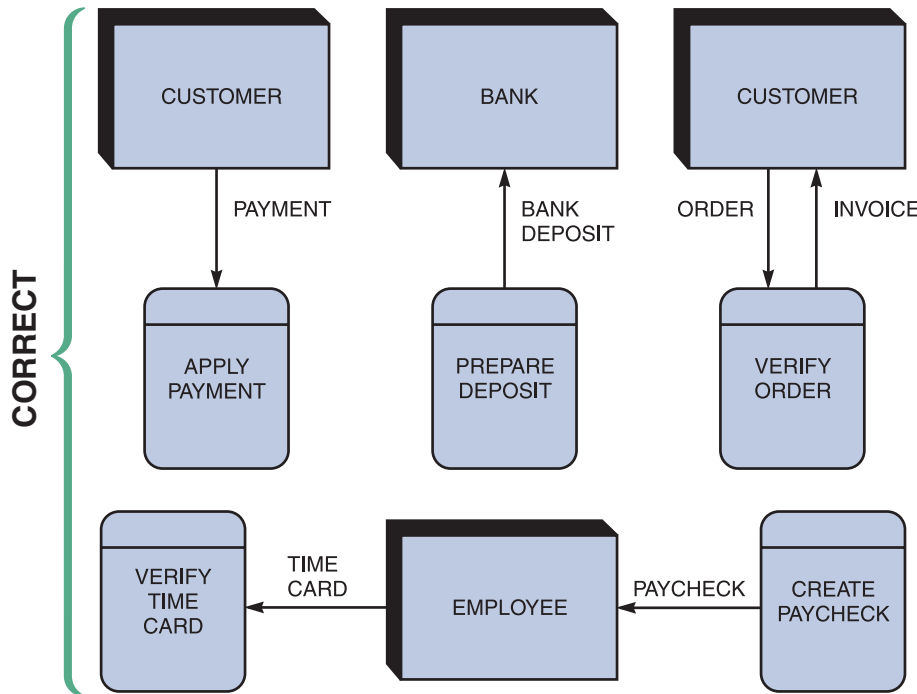 CORRECT
CUSTOMER
BANK
CUSTOMER
PAYMENT
BANK
DEPOSIT
ORDER
INVOICE
APPLY
PAYMENT
PREPARE
DEPOSIT
VERIFY
ORDER
VERIFY
TIME
CARD
TIME
CARD
EMPLOYEE
PAYCHECK
CREATE
PAYCHECK